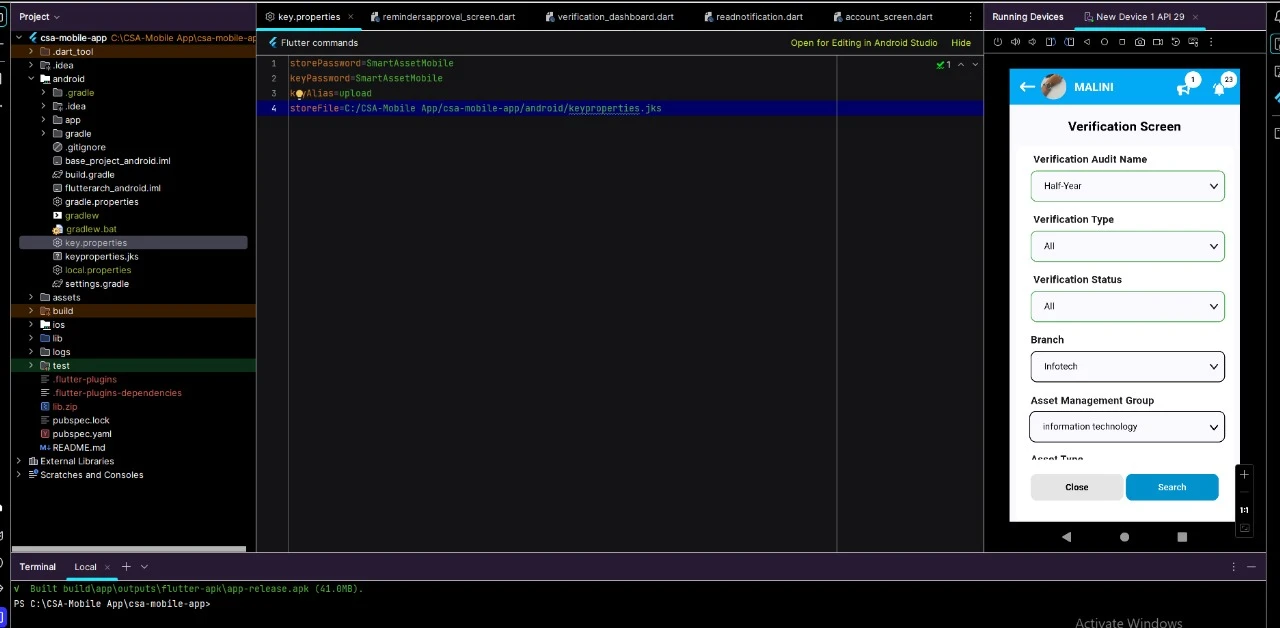 Project
key.properties
remindersapproval_screen.dart
verification_dashboard.dart
readnotification.dart
account_screen.dart
Running Devices
New Device 1 API 29
csa-mobile-app C:\CSA-Mobile App\csa-mobile-ap
Flutter commands
Open for Editing in Android Studio
Hide
.dart_tool
.idea
android
.gradle
.idea
app
gradle
.gitignore
base_project_android.iml
build.gradle
flutterarch_android.iml
gradle.properties
gradlew
gradlew.bat
key.properties
keyproperties.jks
local.properties
settings.gradle
assets
build
ios
lib
logs
test
.flutter-plugins
.flutter-plugins-dependencies
lib.zip
pubspec.lock
pubspec.yaml
README.md
External Libraries
Scratches and Consoles
1 storePassword=SmartAssetMobile
2 keyPassword=SmartAssetMobile
3 keyAlias=upload
4 storeFile=C:/CSA-Mobile App/csa-mobile-app/android/keyproperties.jks
1
MALINI
1
23
Verification Screen
Verification Audit Name
Half-Year
Verification Type
All
Verification Status
All
Branch
Infotech
Asset Management Group
information technology
Asset Type
Close
Search
1:1
Terminal
Local
√ Built build\app\outputs\flutter-apk\app-release.apk (41.0MB).
PS C:\CSA-Mobile App\csa-mobile-app>
Activate Windows